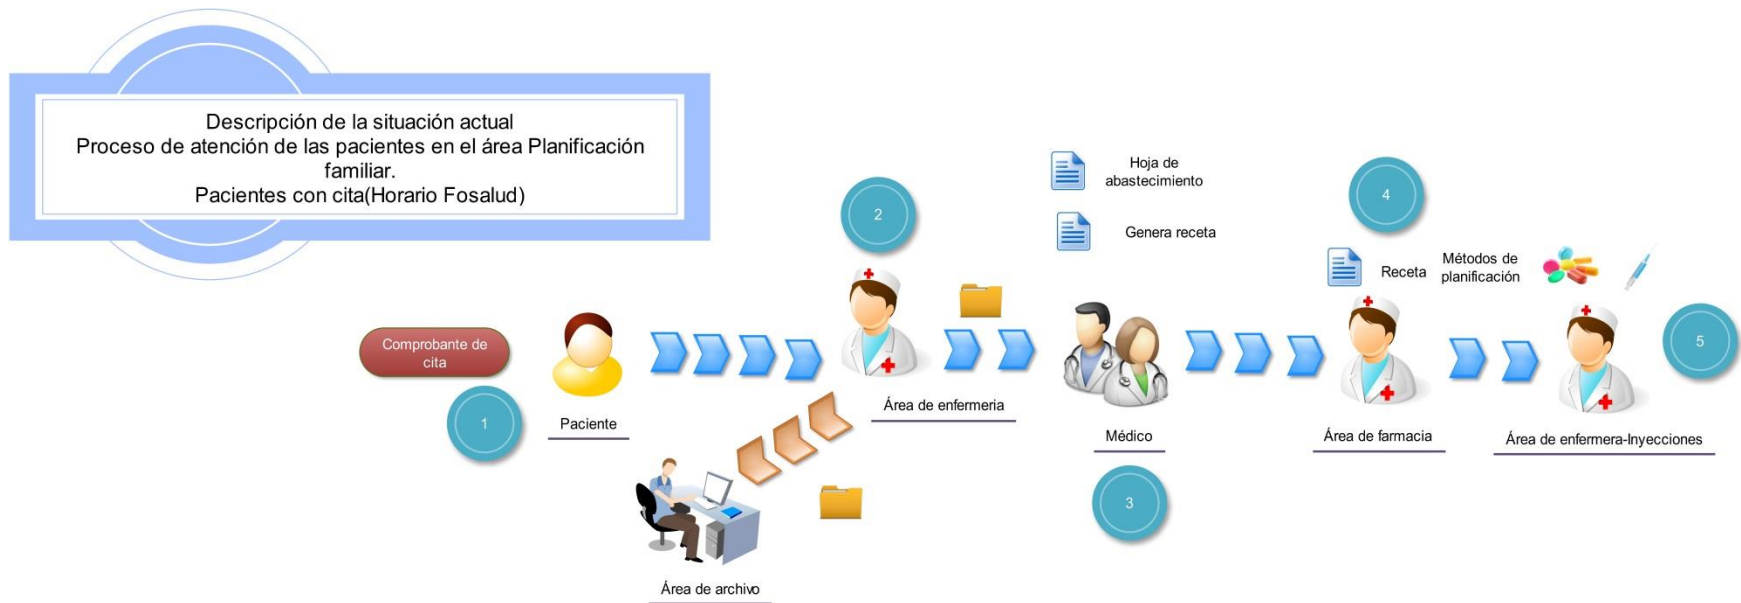 Descripción de la situación actual
Proceso de atención de las pacientes en el área Planificación
familiar.
Pacientes con cita(Horario Fosalud)
Comprobante de
cita
1
Paciente
Área de archivo
2
Área de enfermeria
Hoja de
abastecimiento
Genera receta
Médico
3
4
Receta
Métodos de
planificación
Área de farmacia
5
Área de enfermera-Inyecciones